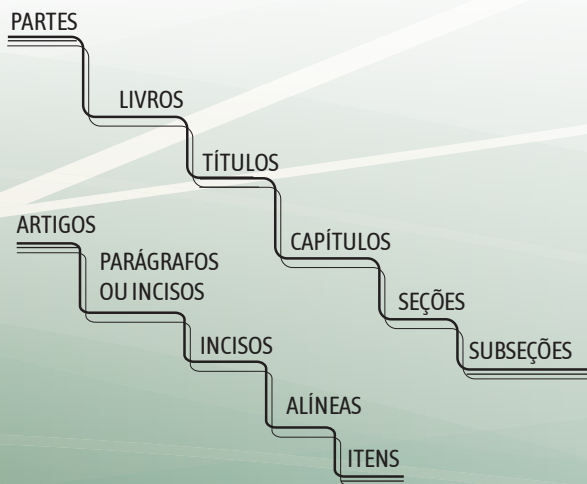 PARTES
LIVROS
TÍTULOS
CAPÍTULOS
SEÇÕES
SUBSEÇÕES
ARTIGOS
PARÁGRAFOS
OU INCISOS
INCISOS
ALÍNEAS
ITENS